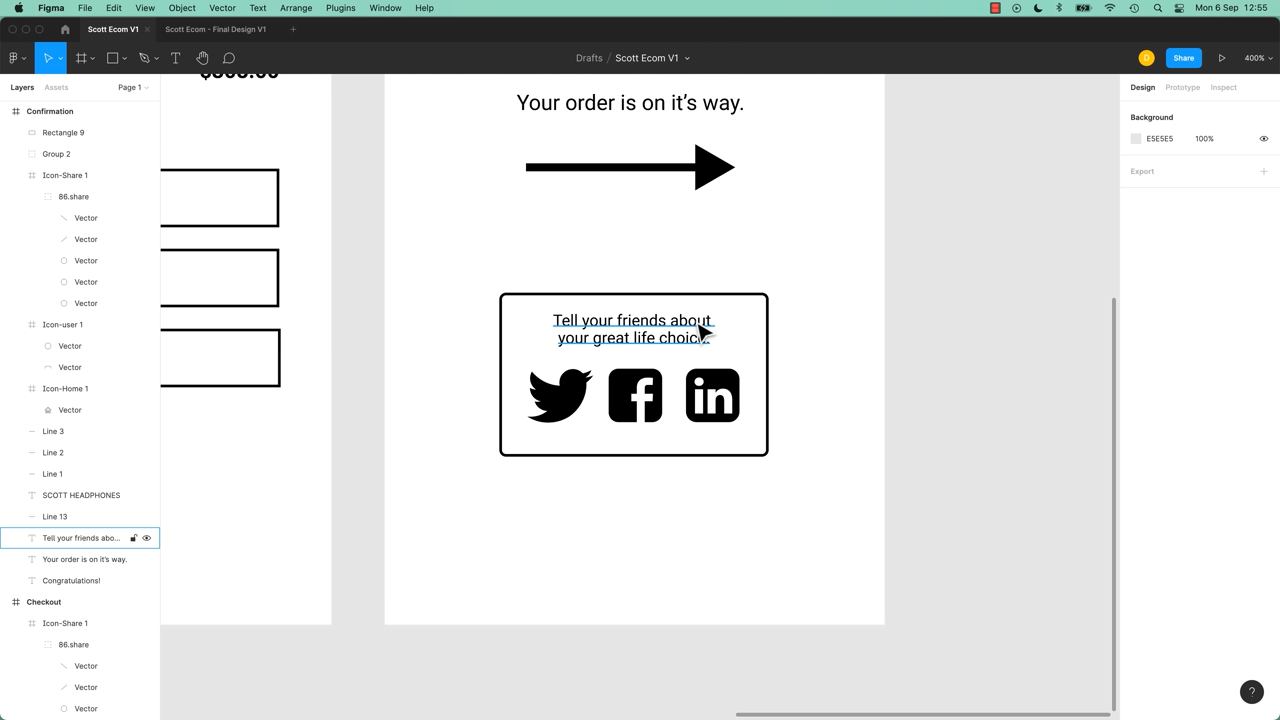 Figma File Edit View Object Vector Text Arrange Plugins Window Help Mon 6 Sep 12:55
Scott Ecom V1 Scott Ecom - Final Design V1
Drafts / Scott Ecom V1 Share 400%
Layers Assets Page 1 Design Prototype Inspect
Confirmation
Rectangle 9
Group 2
Icon-Share 1
86.share
Vector
Vector
Vector
Vector
Vector
Icon-user 1
Vector
Vector
Icon-Home 1
Vector
Line 3
Line 2
Line 1
SCOTT HEADPHONES
Line 13
Tell your friends abo...
Your order is on it's way.
Congratulations!
Checkout
Icon-Share 1
86.share
Vector
Vector
Vector
Your order is on it's way.
Tell your friends about
your great life choice.
f in
Background
E5E5E5 100%
Export
D
?